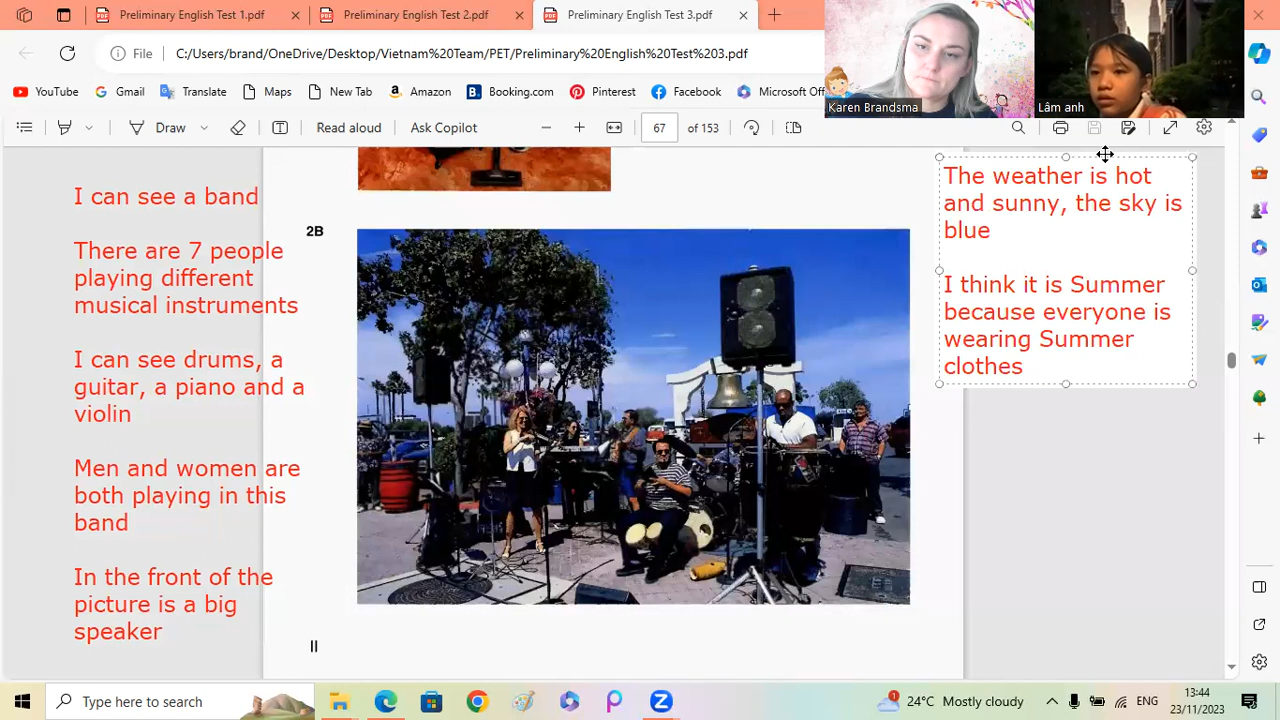 Preliminary English Test 1.pdf
Preliminary English Test 2.pdf
Preliminary English Test 3.pdf
File
C:/Users/brand/OneDrive/Desktop/Vietnam%20Team/PET/Preliminary%20English%20Test%203.pdf
YouTube
Gmail
Translate
Maps
New Tab
Amazon
Booking.com
Pinterest
Facebook
Microsoft Offi
Karen Brandsma
Lâm anh
Draw
Read aloud
Ask Copilot
67
of 153
I can see a band
There are 7 people
playing different
musical instruments
I can see drums, a
guitar, a piano and a
violin
Men and women are
both playing in this
band
In the front of the
picture is a big
speaker
2B
II
The weather is hot
and sunny, the sky is
blue
I think it is Summer
because everyone is
wearing Summer
clothes
Type here to search
1
24°C Mostly cloudy
ENG
13:44
23/11/2023